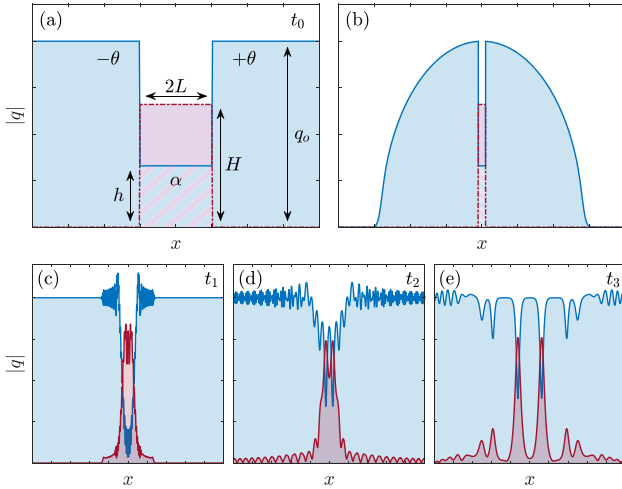 (a)
t₀
(b)
−θ
+θ
2L
|q|
H
qₒ
h
α
x
x
(c)
t₁
(d)
t₂
(e)
t₃
|q|
x
x
x